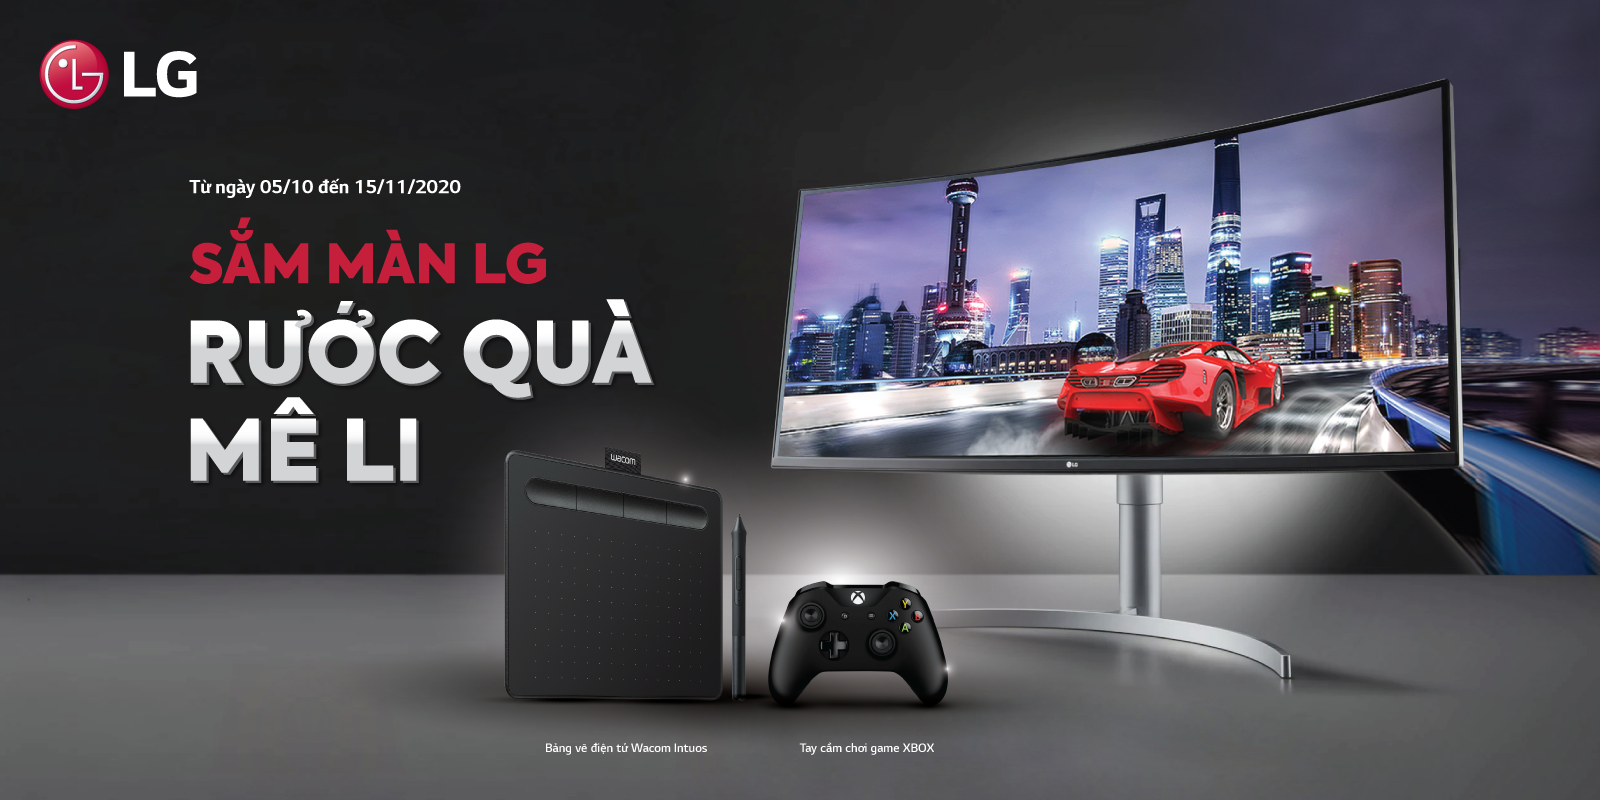 LG
Từ ngày 05/10 đến 15/11/2020
SẮM MÀN LG
RƯỚC QUÀ
MÊ LI
wacom
LG
X
Y
B
A
Bảng vẽ điện tử Wacom Intuos
Tay cầm chơi game XBOX